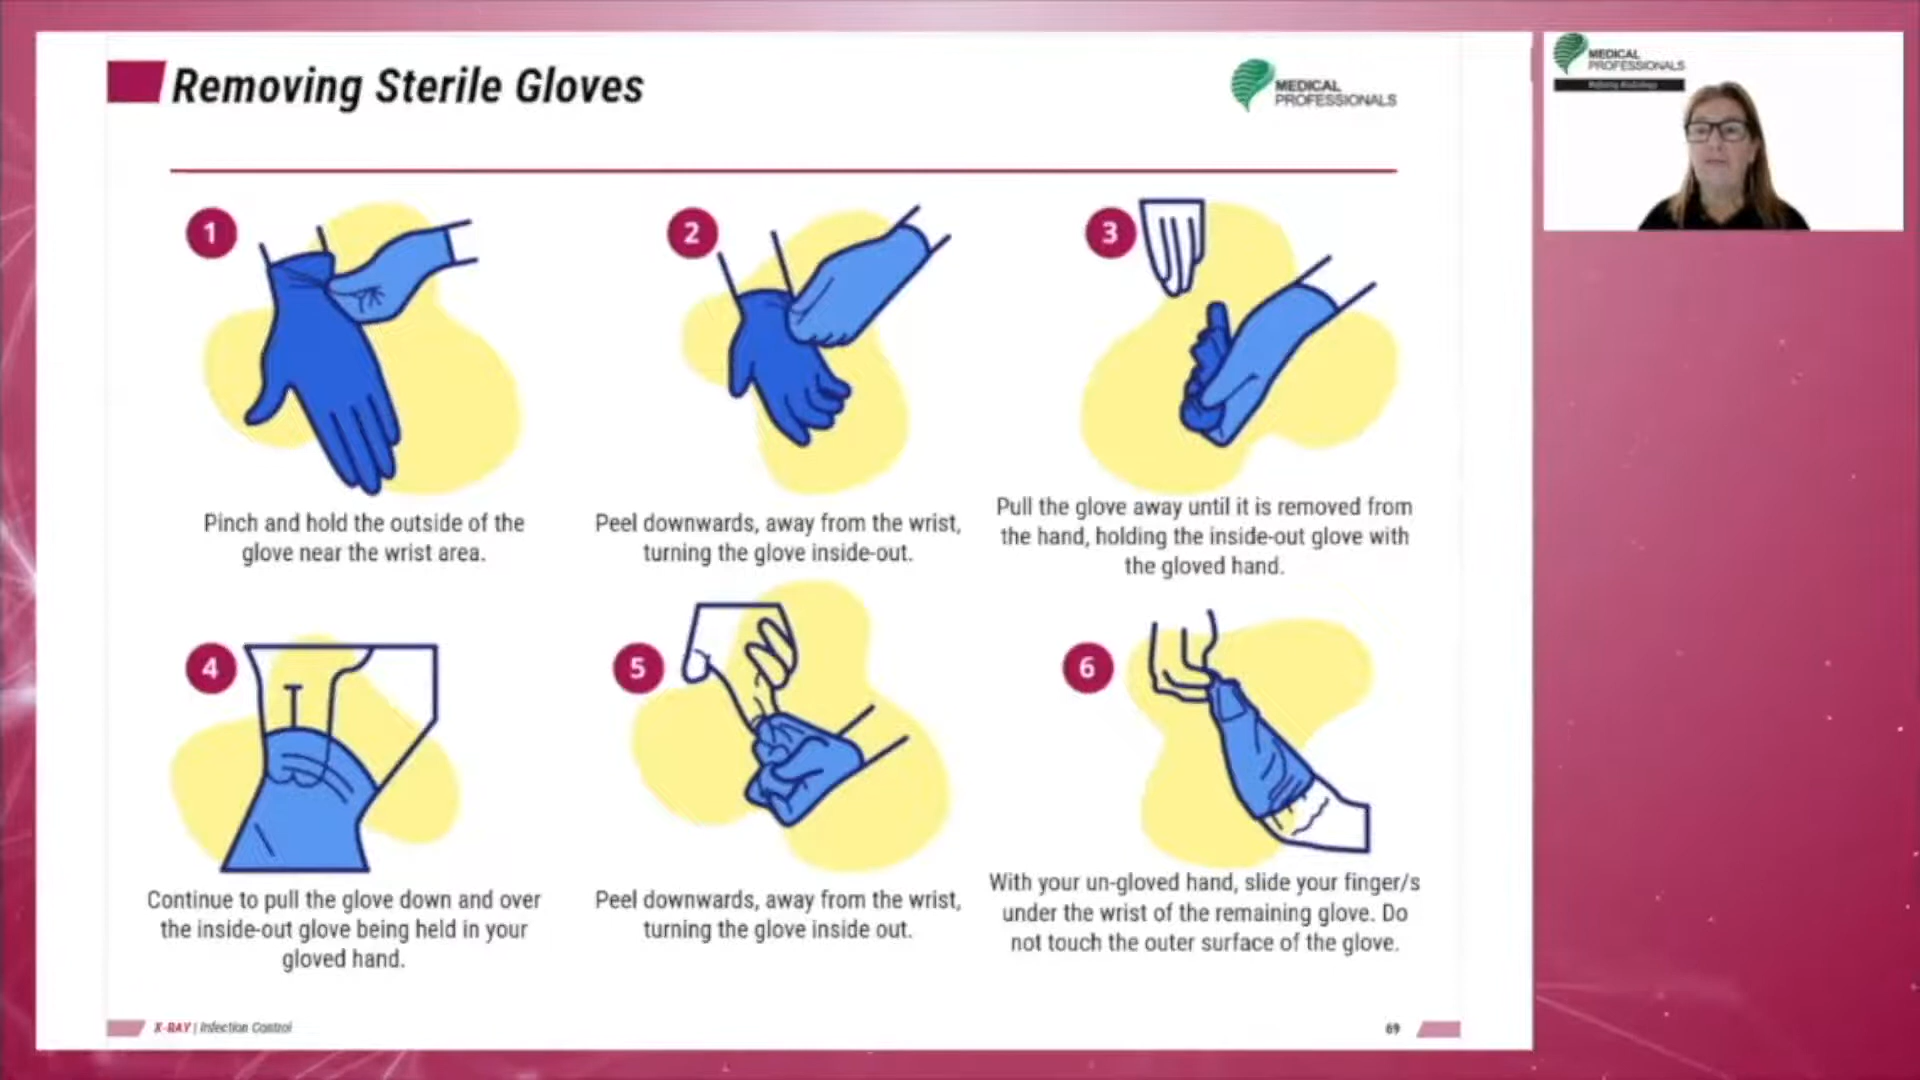 Removing Sterile Gloves
MEDICAL
PROFESSIONALS
MEDICAL
PROFESSIONALS
1
2
3
Pinch and hold the outside of the
glove near the wrist area.
Peel downwards, away from the wrist,
turning the glove inside-out.
Pull the glove away until it is removed from
the hand, holding the inside-out glove with
the gloved hand.
4
5
6
Continue to pull the glove down and over
the inside-out glove being held in your
gloved hand.
Peel downwards, away from the wrist,
turning the glove inside out.
With your un-gloved hand, slide your finger/s
under the wrist of the remaining glove. Do
not touch the outer surface of the glove.
X-RAY | Infection Control
69